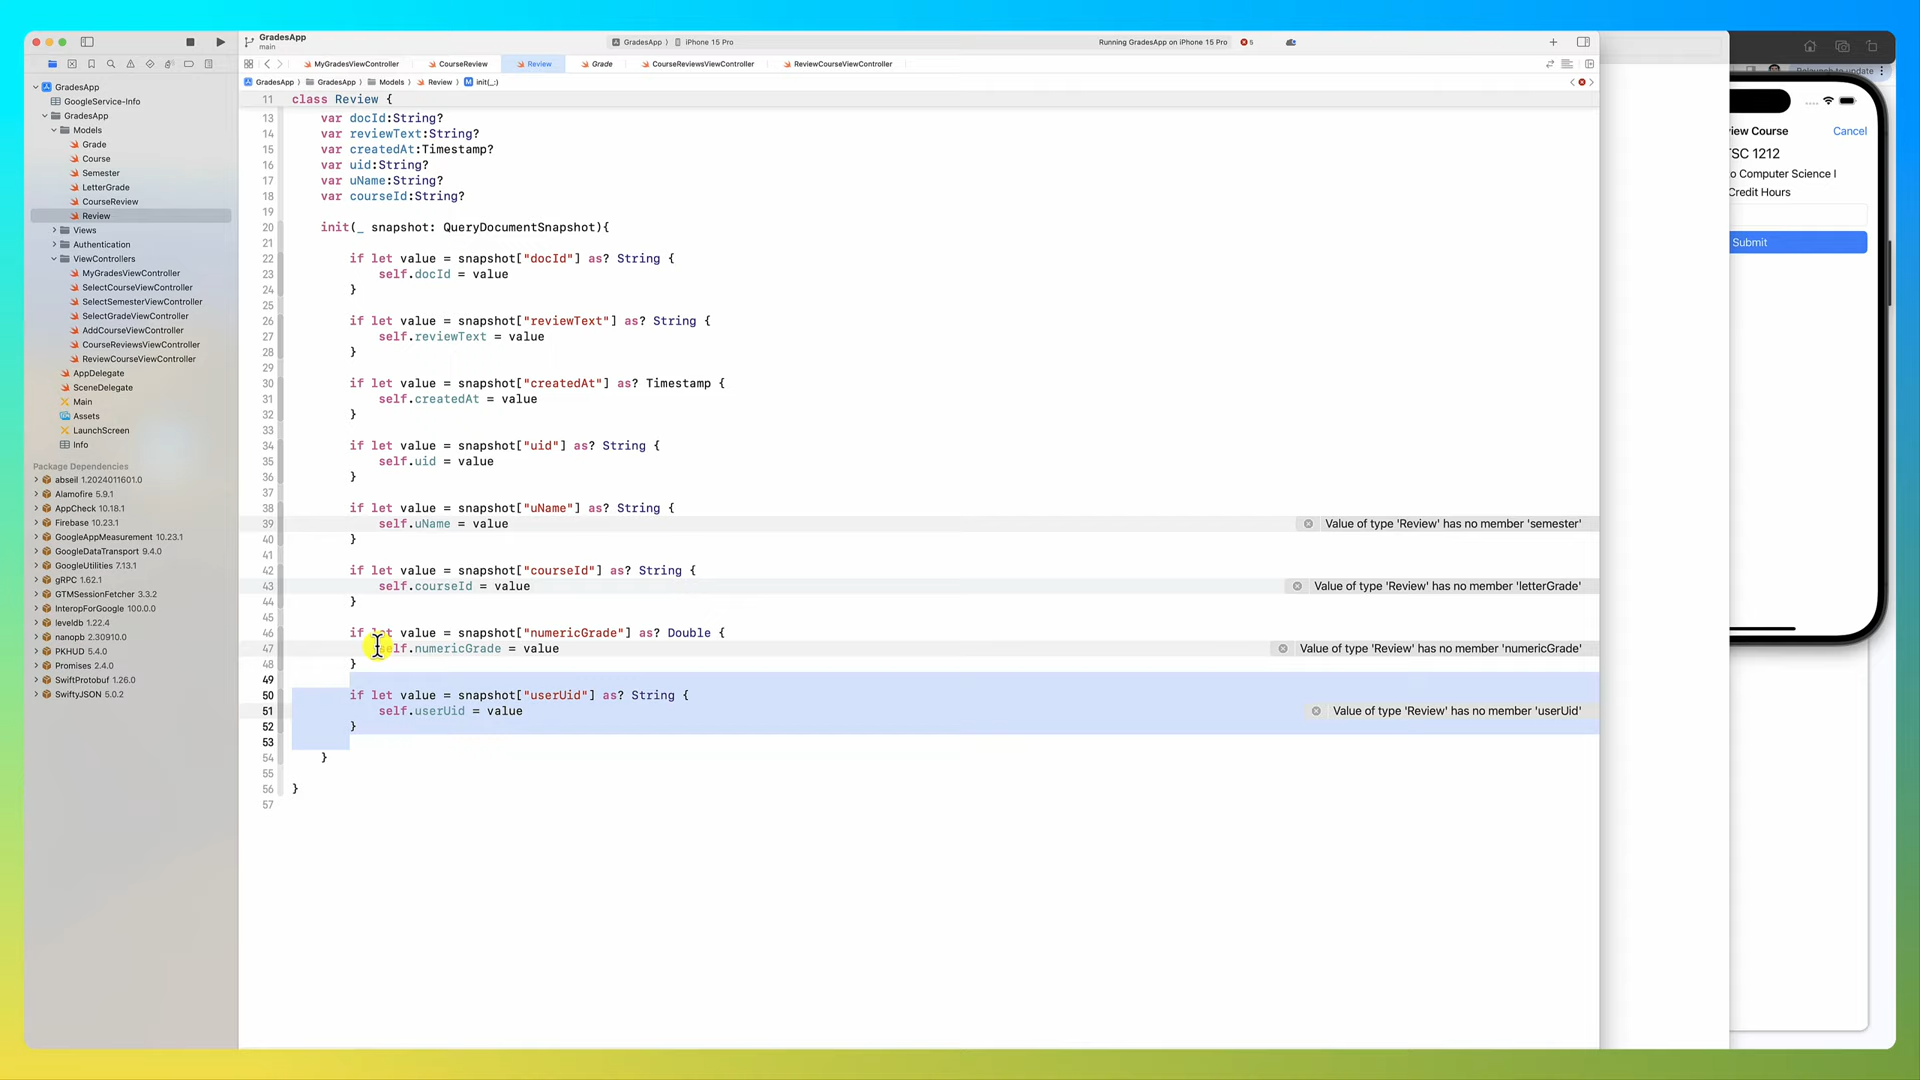 GradesApp
main
GradesApp
iPhone 15 Pro
Running GradesApp on iPhone 15 Pro
5
MyGradesViewController
CourseReview
Review
Grade
CourseReviewsViewController
ReviewCourseViewController
GradesApp
GradesApp
Models
Review
M
init(_:)
GradesApp
GoogleService-Info
GradesApp
Models
Grade
Course
Semester
LetterGrade
CourseReview
Review
Views
Authentication
ViewControllers
MyGradesViewController
SelectCourseViewController
SelectSemesterViewController
SelectGradeViewController
AddCourseViewController
CourseReviewsViewController
ReviewCourseViewController
AppDelegate
SceneDelegate
Main
Assets
LaunchScreen
Info
Package Dependencies
abseil 1.2024011601.0
Alamofire 5.9.1
AppCheck 10.18.1
Firebase 10.23.1
GoogleAppMeasurement 10.23.1
GoogleDataTransport 9.4.0
GoogleUtilities 7.13.1
gRPC 1.62.1
GTMSessionFetcher 3.3.2
InteropForGoogle 100.0.0
leveldb 1.22.4
nanopb 2.30910.0
PKHUD 5.4.0
Promises 2.4.0
SwiftProtobuf 1.26.0
SwiftyJSON 5.0.2
11 class Review {
13 var docId:String?
14 var reviewText:String?
15 var createdAt:Timestamp?
16 var uid:String?
17 var uName:String?
18 var courseId:String?
19
20 init(_ snapshot: QueryDocumentSnapshot){
21
22 if let value = snapshot["docId"] as? String {
23 self.docId = value
24 }
25
26 if let value = snapshot["reviewText"] as? String {
27 self.reviewText = value
28 }
29
30 if let value = snapshot["createdAt"] as? Timestamp {
31 self.createdAt = value
32 }
33
34 if let value = snapshot["uid"] as? String {
35 self.uid = value
36 }
37
38 if let value = snapshot["uName"] as? String {
39 self.uName = value Value of type 'Review' has no member 'semester'
40 }
41
42 if let value = snapshot["courseId"] as? String {
43 self.courseId = value Value of type 'Review' has no member 'letterGrade'
44 }
45
46 if let value = snapshot["numericGrade"] as? Double {
47 self.numericGrade = value Value of type 'Review' has no member 'numericGrade'
48 }
49
50 if let value = snapshot["userUid"] as? String {
51 self.userUid = value Value of type 'Review' has no member 'userUid'
52 }
53
54 }
55
56 }
57
iew Course
Cancel
SC 1212
o Computer Science I
Credit Hours
Submit